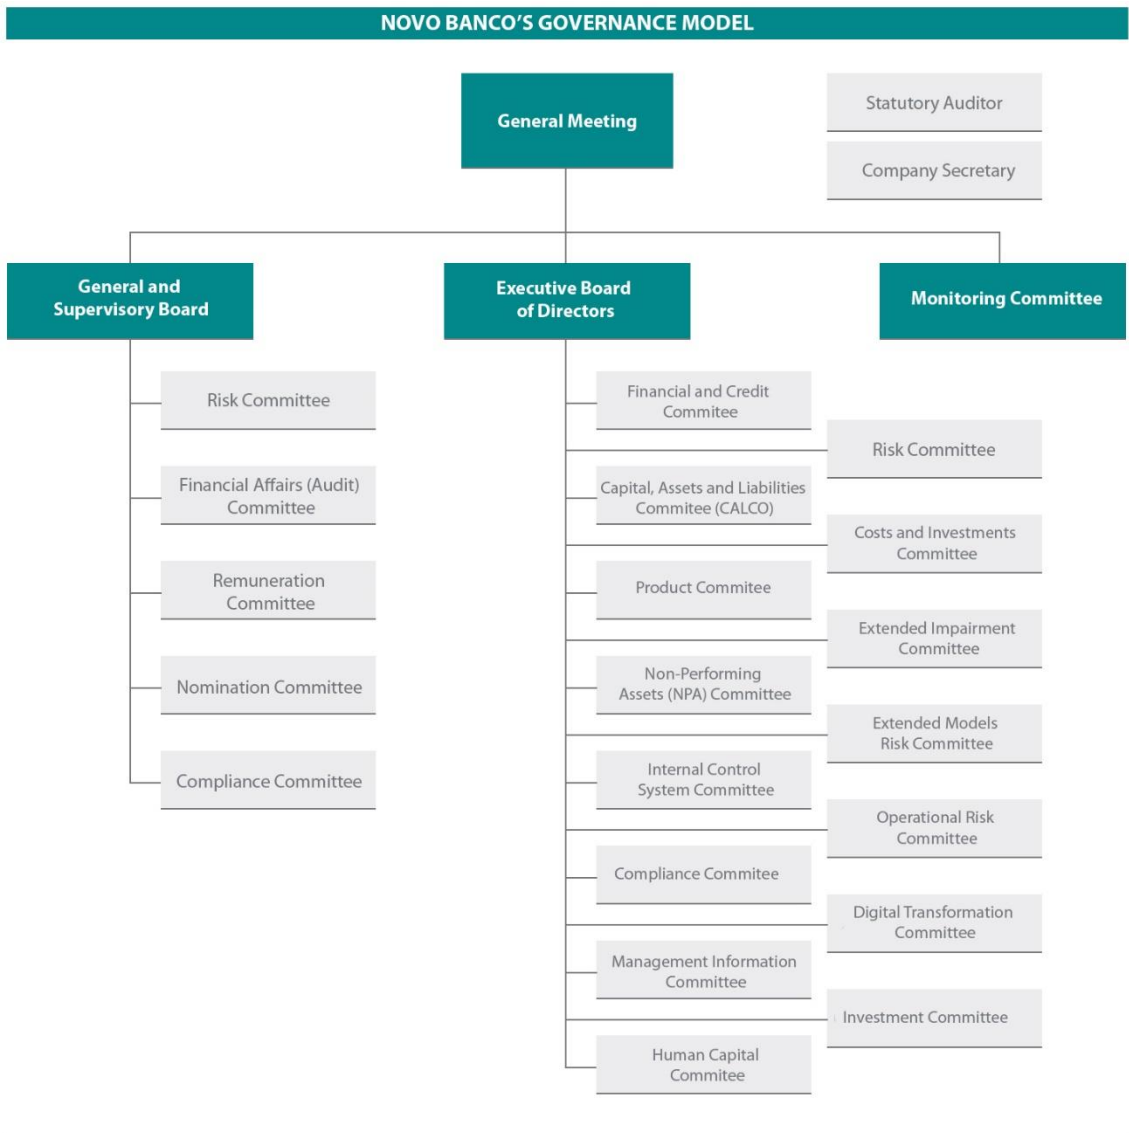 NOVO BANCO’S GOVERNANCE MODEL
General Meeting
Statutory Auditor
Company Secretary
General and
Supervisory Board
Executive Board
of Directors
Monitoring Committee
Risk Committee
Financial Affairs (Audit)
Committee
Remuneration
Committee
Nomination Committee
Compliance Committee
Financial and Credit
Commitee
Risk Committee
Capital, Assets and Liabilities
Commitee (CALCO)
Costs and Investments
Committee
Product Commitee
Extended Impairment
Committee
Non-Performing
Assets (NPA) Committee
Extended Models
Risk Committee
Internal Control
System Committee
Operational Risk
Committee
Compliance Commitee
Digital Transformation
Committee
Management Information
Committee
Investment Committee
Human Capital
Commitee